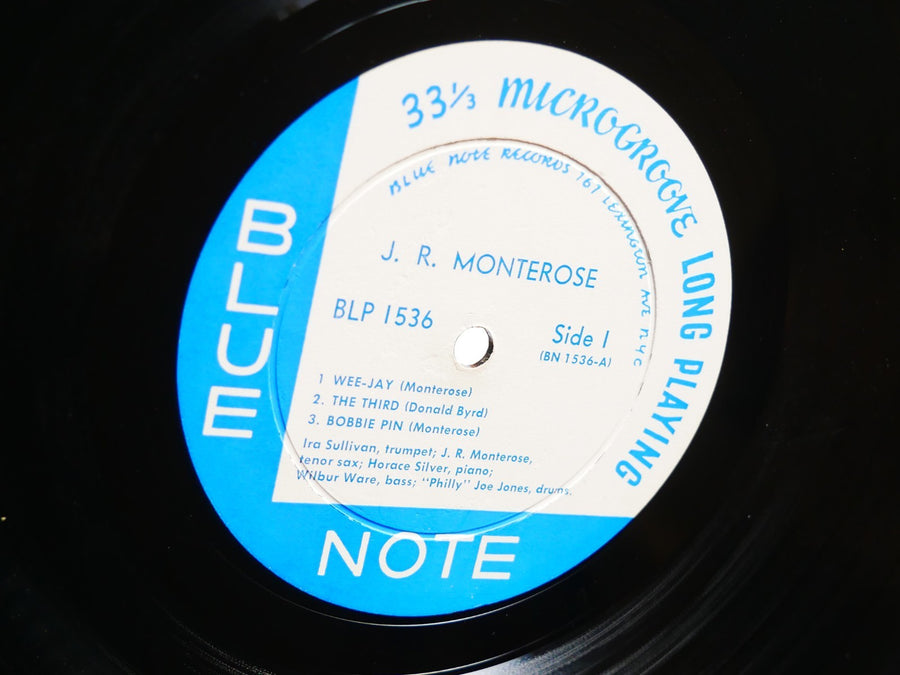 33⅓ MICROGROOVE LONG PLAYING
BLUE NOTE RECORDS 767 LEXINGTON AVE NYC
J. R. MONTEROSE
BLP 1536
Side 1
(BN 1536-A)
1 WEE-JAY (Monterose)
2. THE THIRD (Donald Byrd)
3. BOBBIE PIN (Monterose)
Ira Sullivan, trumpet; J. R. Monterose,
tenor sax; Horace Silver, piano;
Wilbur Ware, bass; "Philly" Joe Jones, drums.
BLUE
NOTE